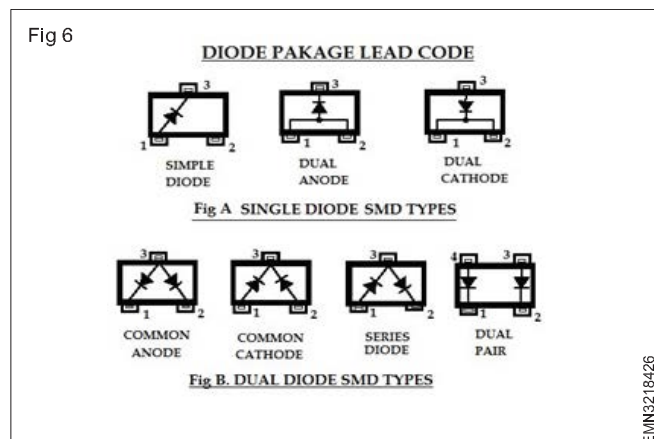 Fig 6
DIODE PAKAGE LEAD CODE
3 3 3
1 2 1 2 1 2
SIMPLE DIODE
DUAL ANODE
DUAL CATHODE
Fig A SINGLE DIODE SMD TYPES
3 3 3 4 3
1 2 1 2 1 2 1 2
COMMON ANODE
COMMON CATHODE
SERIES DIODE
DUAL PAIR
Fig B. DUAL DIODE SMD TYPES
EMN3218426